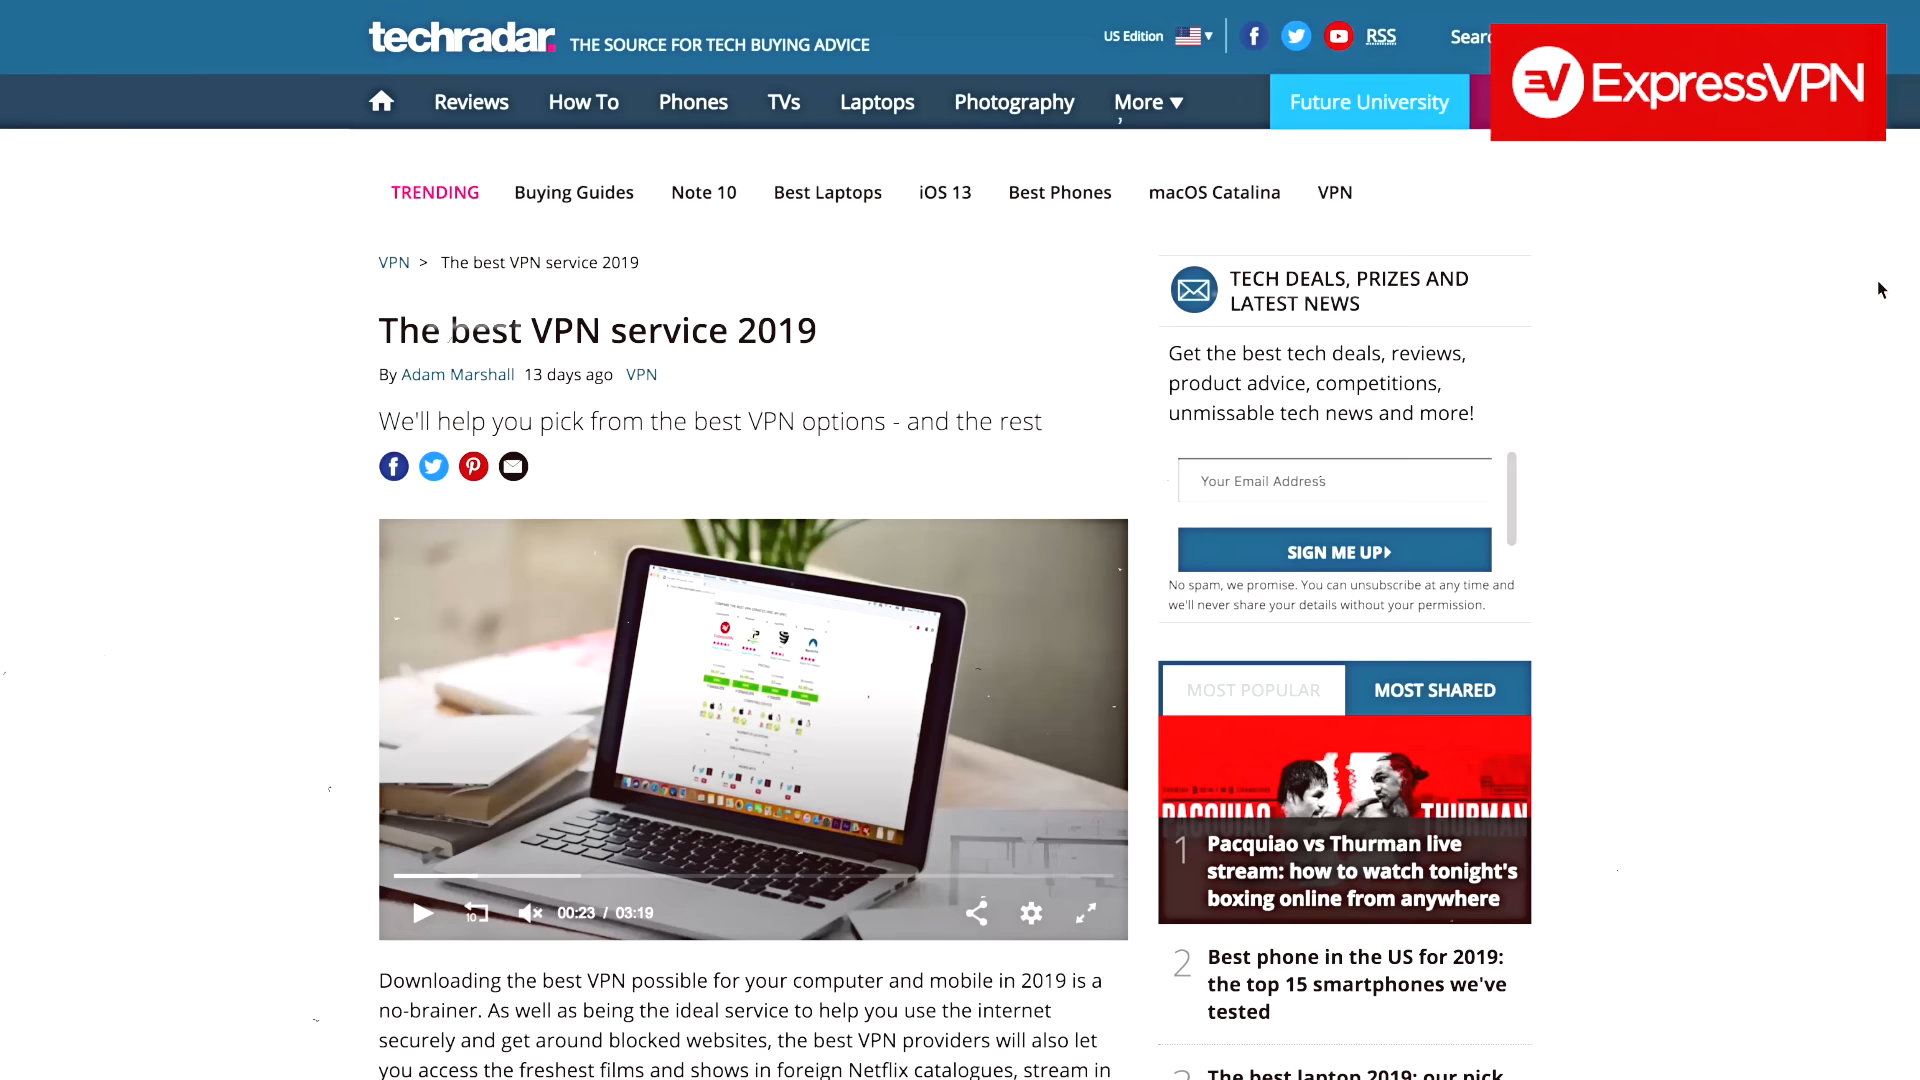 techradar.
THE SOURCE FOR TECH BUYING ADVICE
US Edition
RSS
ExpressVPN
Reviews How To Phones TVs Laptops Photography More
Future University
TRENDING Buying Guides Note 10 Best Laptops iOS 13 Best Phones macOS Catalina VPN
VPN > The best VPN service 2019
The best VPN service 2019
By Adam Marshall 13 days ago VPN
We'll help you pick from the best VPN options - and the rest
00:23 / 03:19
Downloading the best VPN possible for your computer and mobile in 2019 is a
no-brainer. As well as being the ideal service to help you use the internet
securely and get around blocked websites, the best VPN providers will also let
you access the freshest films and shows in foreign Netflix catalogues, stream in
TECH DEALS, PRIZES AND
LATEST NEWS
Get the best tech deals, reviews,
product advice, competitions,
unmissable tech news and more!
Your Email Address
SIGN ME UP
No spam, we promise. You can unsubscribe at any time and
we'll never share your details without your permission.
MOST POPULAR MOST SHARED
PACQUIAO THURMAN
1 Pacquiao vs Thurman live
stream: how to watch tonight's
boxing online from anywhere
2 Best phone in the US for 2019:
the top 15 smartphones we've
tested
The best laptop 2019: our pick